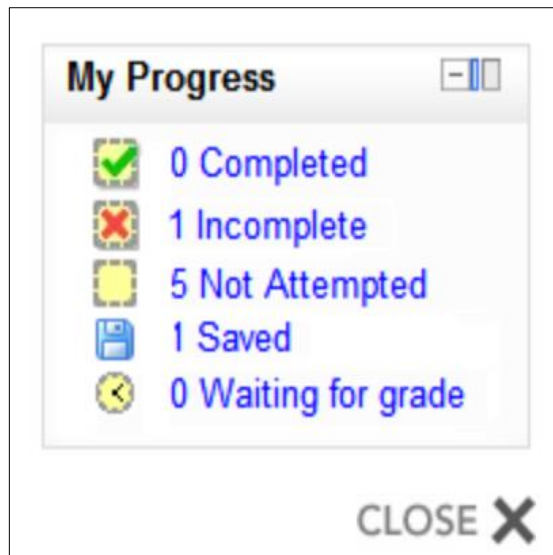 My Progress
0 Completed
1 Incomplete
5 Not Attempted
1 Saved
0 Waiting for grade
CLOSE